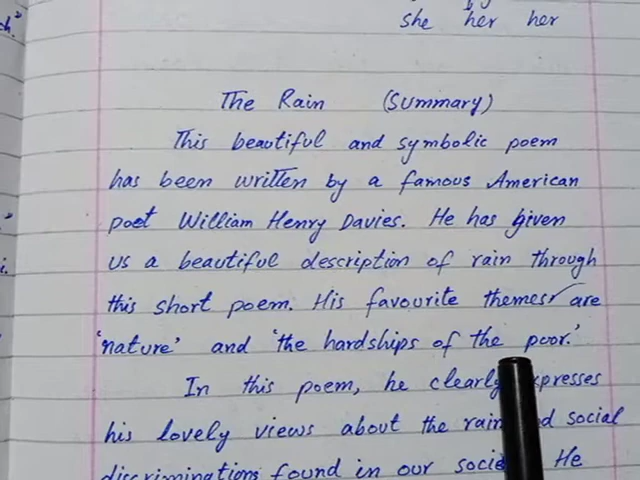 she her her
The Rain (Summary)
This beautiful and symbolic poem
has been written by a famous American
poet William Henry Davies. He has given
us a beautiful description of rain through
this short poem. His favourite themes are
'nature' and 'the hardships of the poor.'
In this poem, he clearly expresses
his lovely views about the rain social
discriminations found in our He